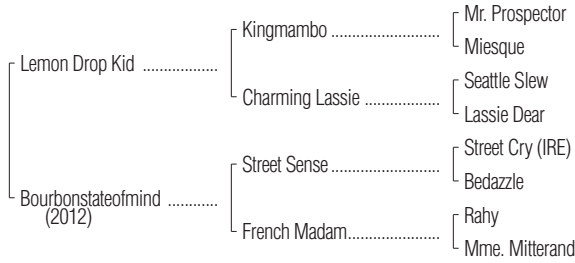 Mr. Prospector
Kingmambo ........................
Miesque
Lemon Drop Kid ................
Seattle Slew
Charming Lassie ................
Lassie Dear
Street Cry (IRE)
Street Sense ........................
Bedazzle
Bourbonstateofmind ...........
(2012)
Rahy
French Madam....................
Mme. Mitterand